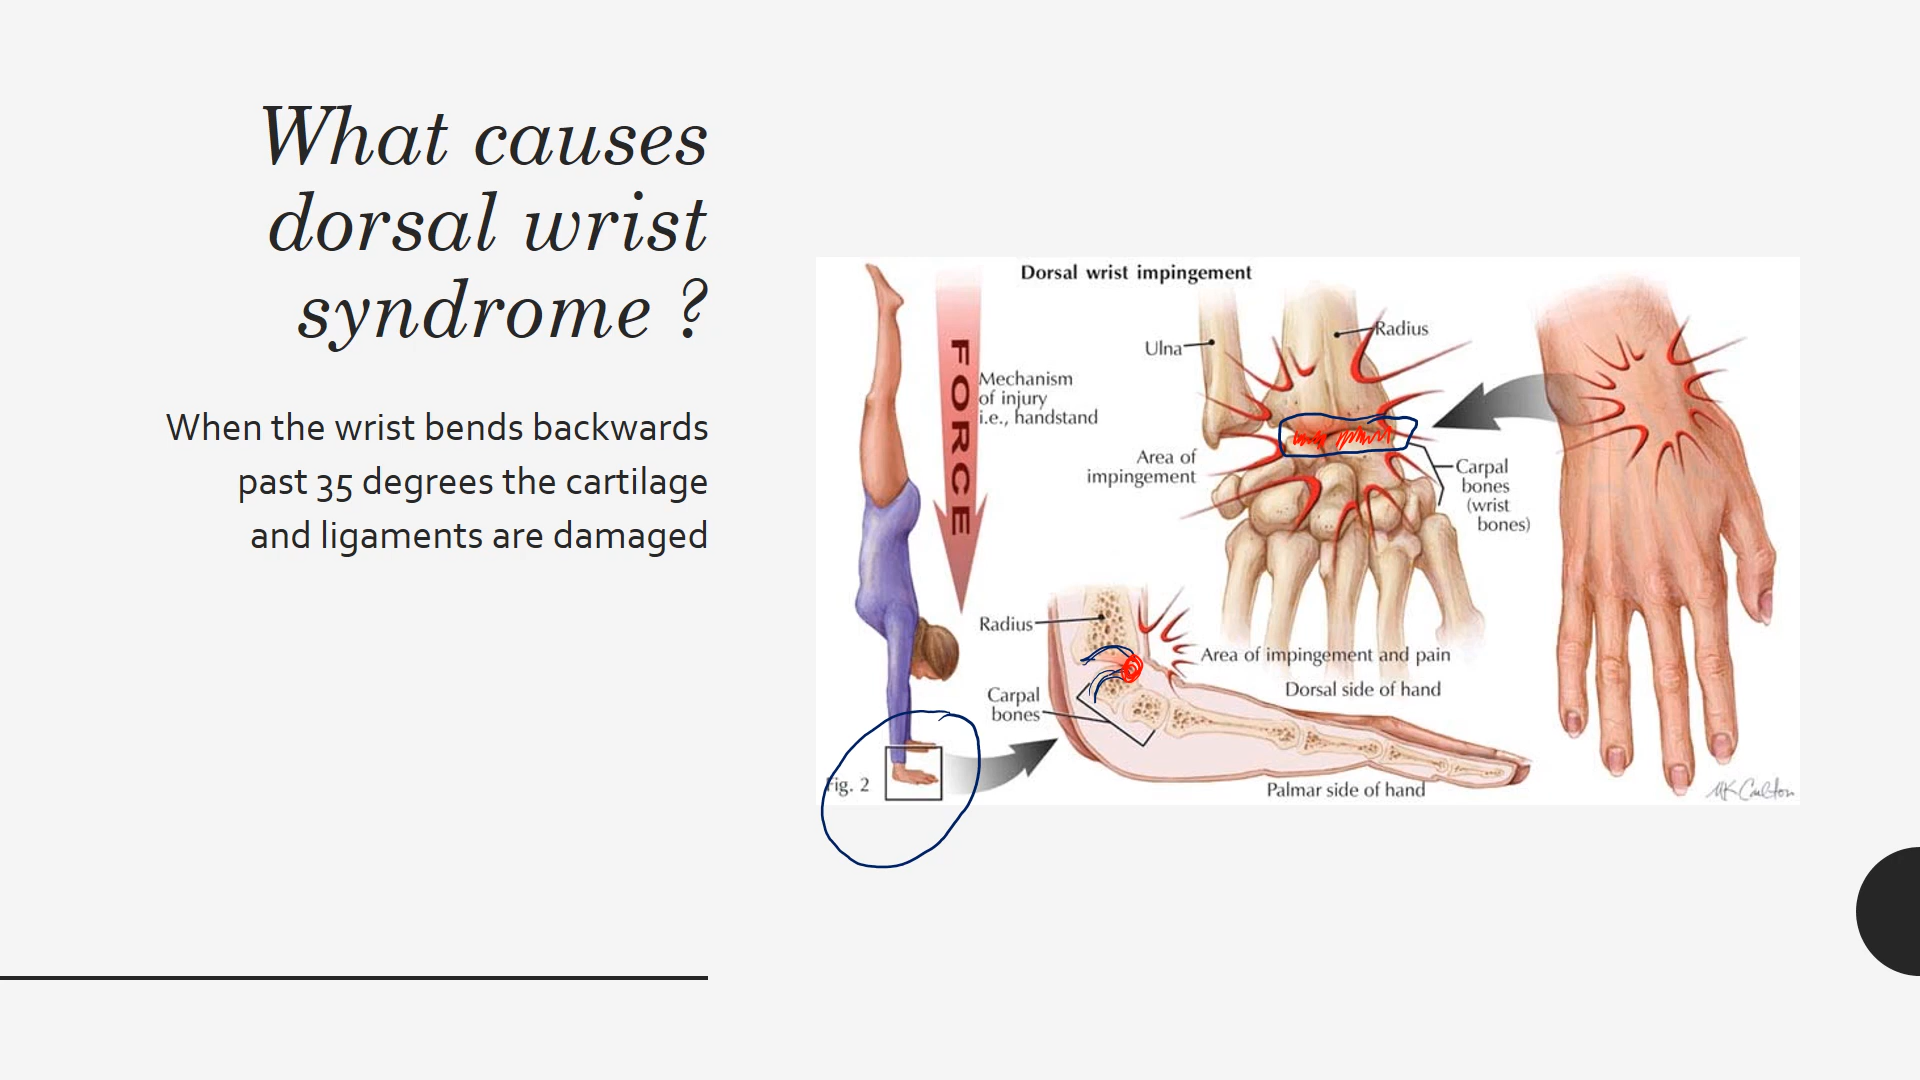 What causes
dorsal wrist
syndrome ?
When the wrist bends backwards
past 35 degrees the cartilage
and ligaments are damaged
Dorsal wrist impingement
FORCE
Mechanism
of injury
i.e., handstand
Ulna
Radius
Area of
impingement
Carpal
bones
(wrist
bones)
Radius
Area of impingement and pain
Dorsal side of hand
Carpal
bones
Palmar side of hand
Fig. 2